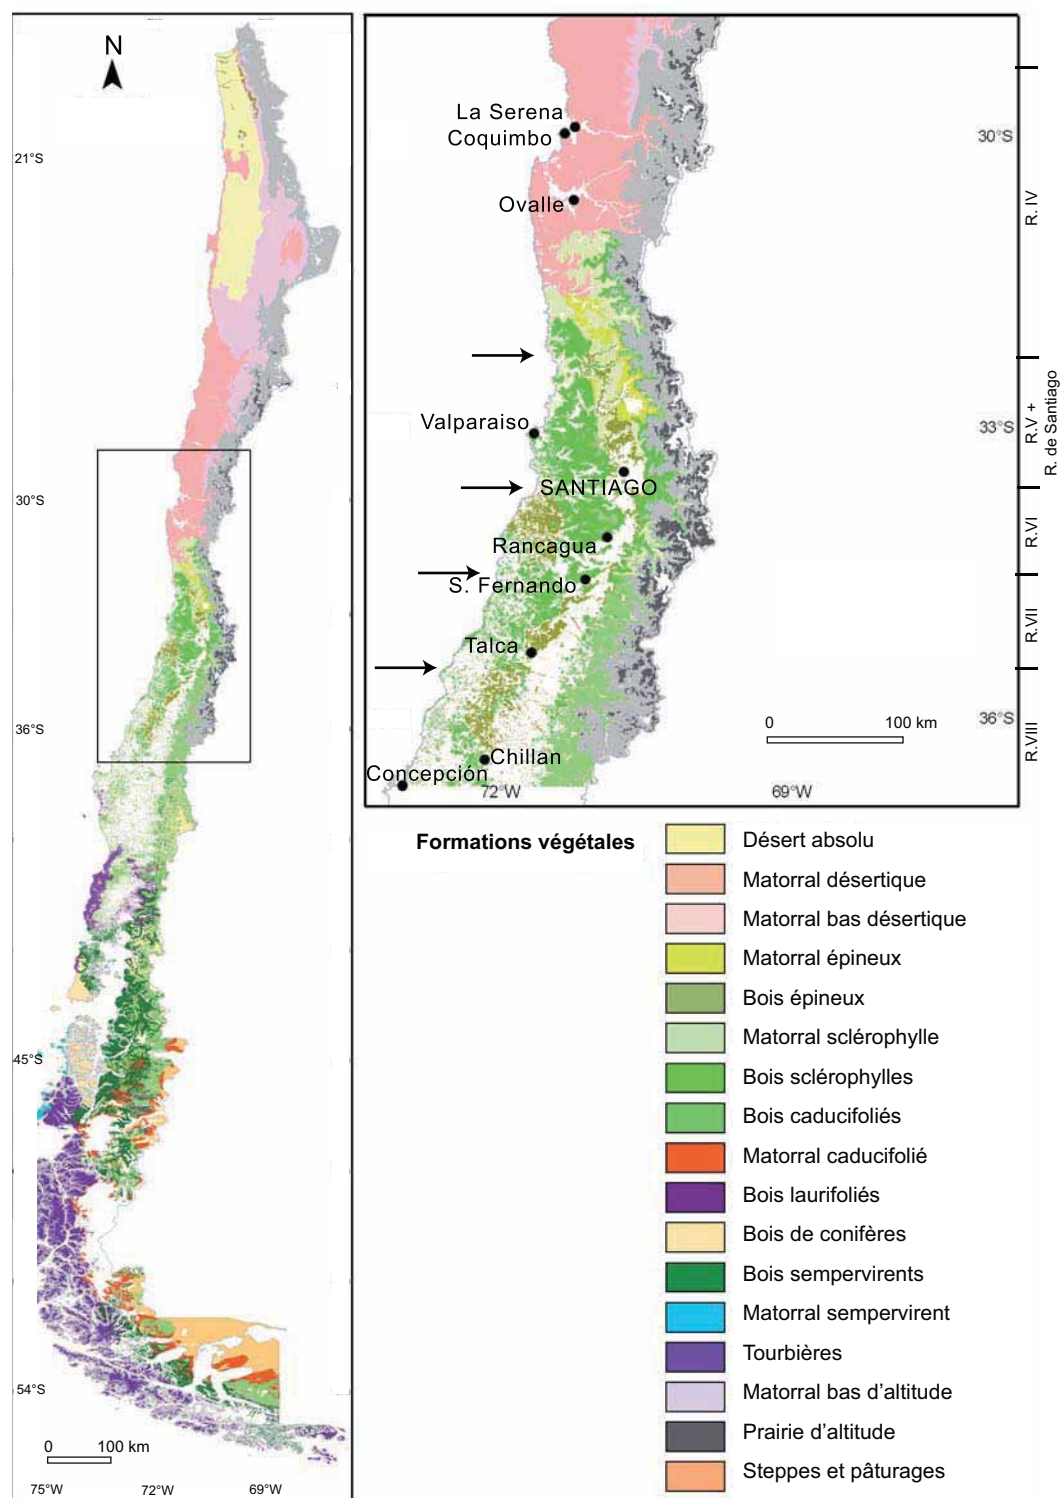 N
21°S
30°S
36°S
45°S
54°S
0 100 km
75°W 72°W 69°W
La Serena
Coquimbo
Ovalle
Valparaiso
SANTIAGO
Rancagua
S. Fernando
Talca
Chillan
Concepción
72°W 69°W
30°S
33°S
36°S
0 100 km
R. IV
R.V +
R. de Santiago
R.VI
R.VII
R.VIII
Formations végétales
Désert absolu
Matorral désertique
Matorral bas désertique
Matorral épineux
Bois épineux
Matorral sclérophylle
Bois sclérophylles
Bois caducifoliés
Matorral caducifolié
Bois laurifoliés
Bois de conifères
Bois sempervirents
Matorral sempervirent
Tourbières
Matorral bas d'altitude
Prairie d'altitude
Steppes et pâturages